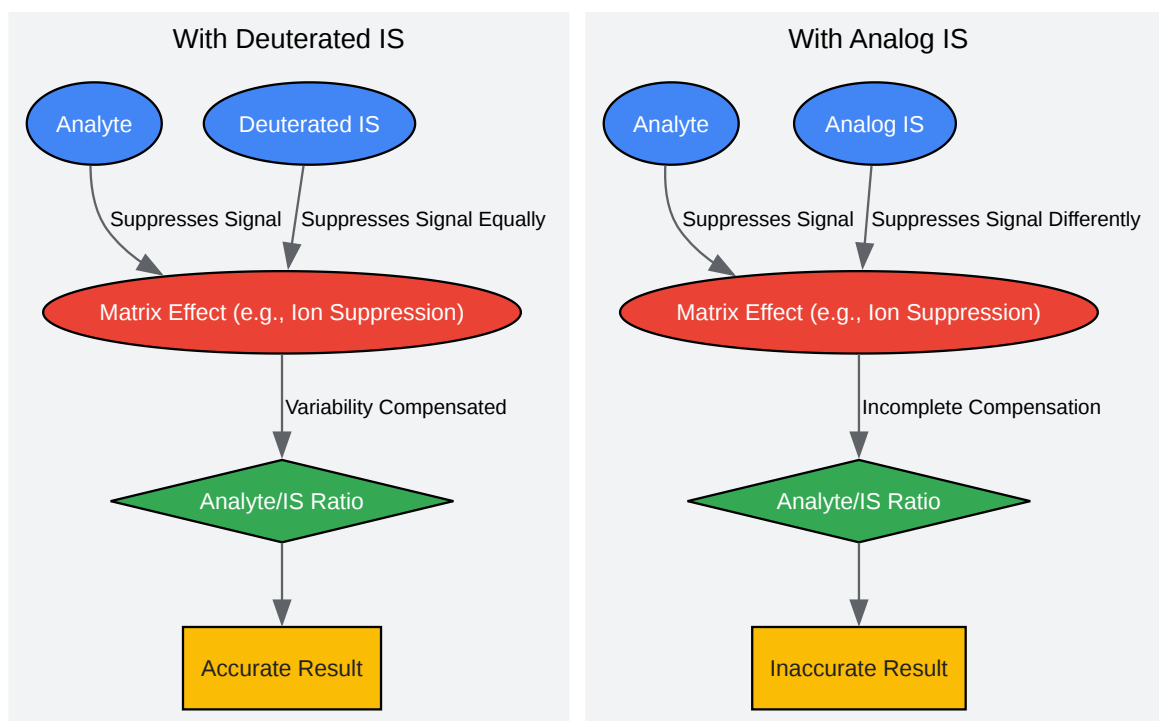 With Deuterated IS
Analyte
Deuterated IS
Suppresses Signal
Suppresses Signal Equally
Matrix Effect (e.g., Ion Suppression)
Variability Compensated
Analyte/IS Ratio
Accurate Result
With Analog IS
Analyte
Analog IS
Suppresses Signal
Suppresses Signal Differently
Matrix Effect (e.g., Ion Suppression)
Incomplete Compensation
Analyte/IS Ratio
Inaccurate Result